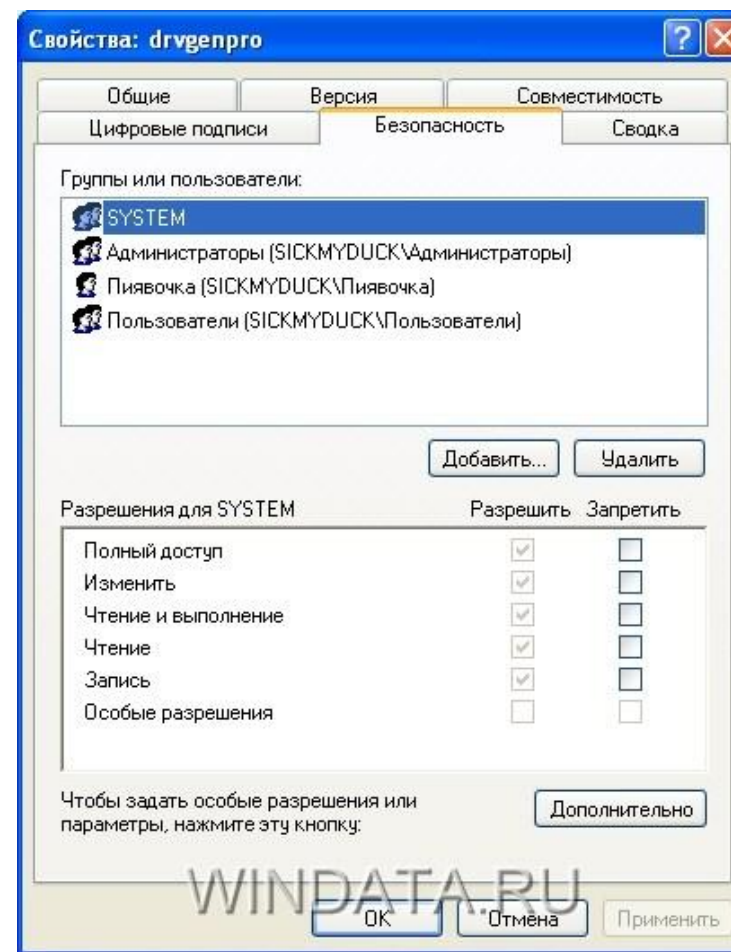 Свойства: drvgenpro
Общие Версия Совместимость
Цифровые подписи Безопасность Сводка
Группы или пользователи:
SYSTEM
Администраторы (SICKMYDUCK\Администраторы)
Пиявочка (SICKMYDUCK\Пиявочка)
Пользователи (SICKMYDUCK\Пользователи)
Добавить... Удалить
Разрешения для SYSTEM Разрешить Запретить
Полный доступ
Изменить
Чтение и выполнение
Чтение
Запись
Особые разрешения
Чтобы задать особые разрешения или
параметры, нажмите эту кнопку:
Дополнительно
WINDATA.RU
ОК Отмена Применить